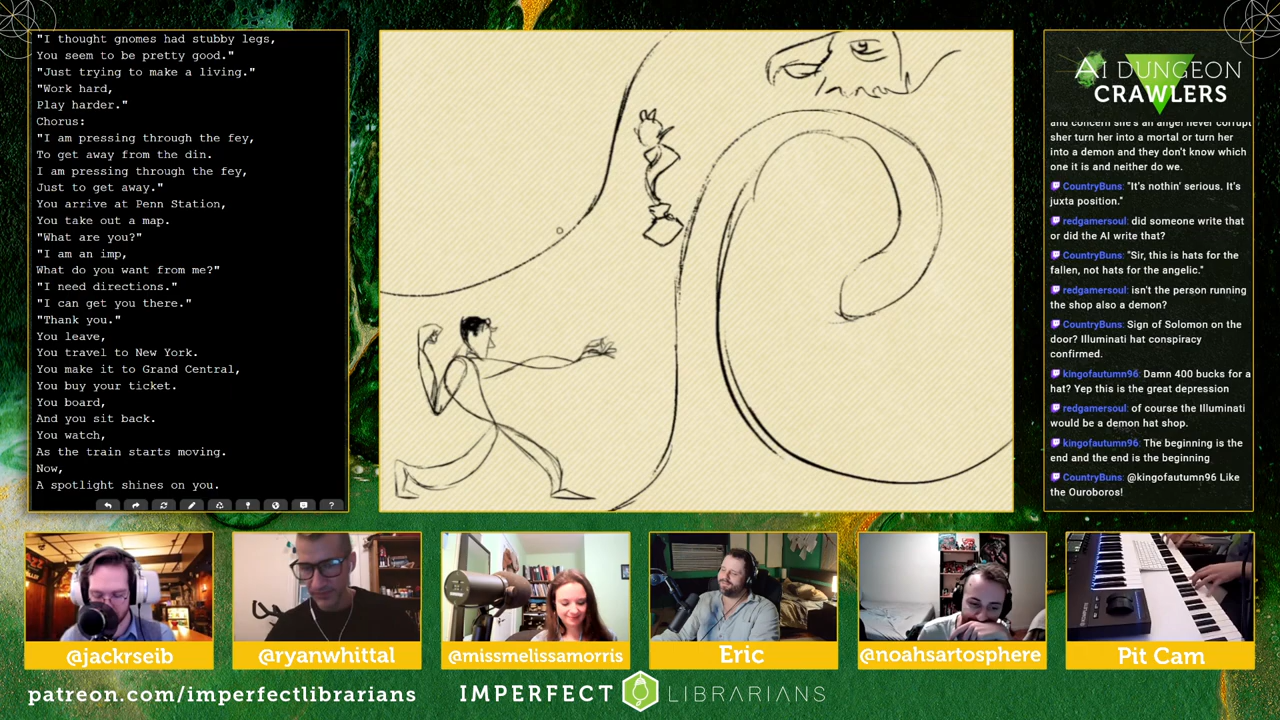 "I thought gnomes had stubby legs,
You seem to be pretty good."
"Just trying to make a living."
"Work hard,
Play harder."
Chorus:
"I am pressing through the fey,
To get away from the din.
I am pressing through the fey,
Just to get away."
You arrive at Penn Station,
You take out a map.
"What are you?"
"I am an imp,
What do you want from me?"
"I need directions."
"I can get you there."
"Thank you."
You leave,
You travel to New York.
You make it to Grand Central,
You buy your ticket.
You board,
And you sit back.
You watch,
As the train starts moving.
Now,
A spotlight shines on you.
?
AI DUNGEON
CRAWLERS
and concern she's an angel never corrupt
sher turn her into a mortal or turn her
into a demon and they don't know which
one it is and neither do we.
CountryBuns: "It's nothin' serious. It's
juxta position."
redgamersoul: did someone write that
or did the AI write that?
CountryBuns: "Sir, this is hats for the
fallen, not hats for the angelic."
redgamersoul: isn't the person running
the shop also a demon?
CountryBuns: Sign of Solomon on the
door? Illuminati hat conspiracy
confirmed.
kingofautumn96: Damn 400 bucks for a
hat? Yep this is the great depression
redgamersoul: of course the Illuminati
would be a demon hat shop.
kingofautumn96: The beginning is the
end and the end is the beginning
CountryBuns: @kingofautumn96 Like
the Ouroboros!
@jackrseib
@ryanwhittal
@missmelissamorris
Eric
@noahsartosphere
Pit Cam
patreon.com/imperfectlibrarians
IMPERFECT LIBRARIANS